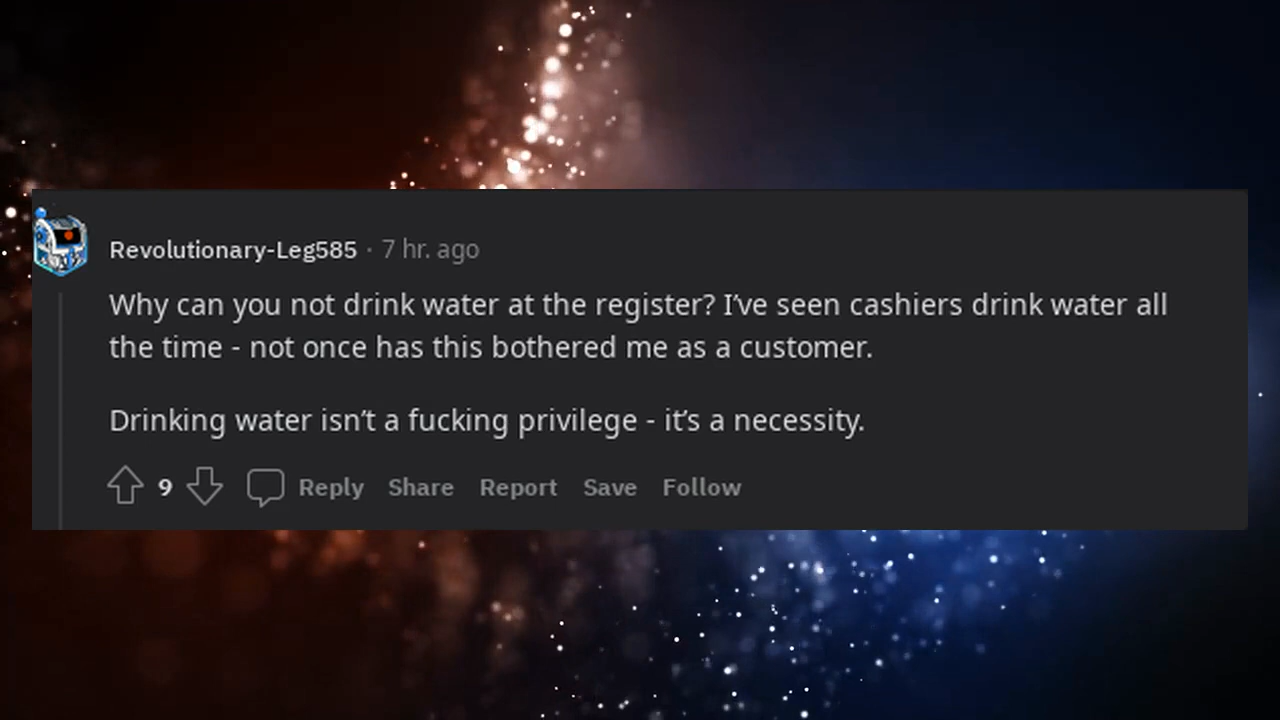 Revolutionary-Leg585 · 7 hr. ago
Why can you not drink water at the register? I’ve seen cashiers drink water all
the time - not once has this bothered me as a customer.
Drinking water isn’t a fucking privilege - it’s a necessity.
9 Reply Share Report Save Follow